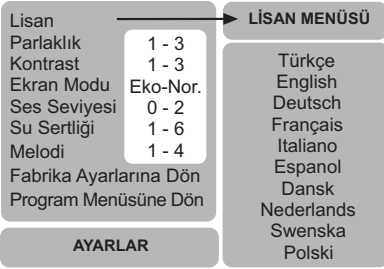 Lisan
Parlaklık 1 - 3
Kontrast 1 - 3
Ekran Modu Eko-Nor.
Ses Seviyesi 0 - 2
Su Sertliği 1 - 6
Melodi 1 - 4
Fabrika Ayarlarına Dön
Program Menüsüne Dön
AYARLAR
LİSAN MENÜSÜ
Türkçe
English
Deutsch
Français
Italiano
Espanol
Dansk
Nederlands
Swenska
Polski